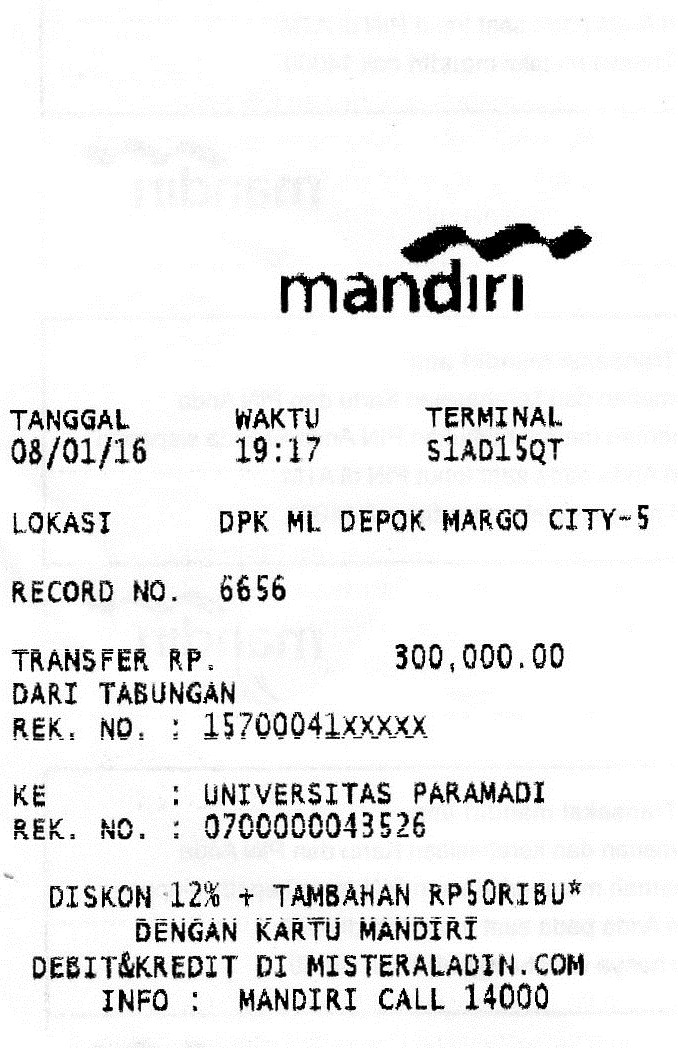 mandiri
TANGGAL WAKTU TERMINAL
08/01/16 19:17 S1AD15QT
LOKASI DPK ML DEPOK MARGO CITY-5
RECORD NO. 6656
TRANSFER RP. 300,000.00
DARI TABUNGAN
REK. NO. : 15700041XXXXX
KE : UNIVERSITAS PARAMADI
REK. NO. : 0700000043526
DISKON 12% + TAMBAHAN RP50RIBU*
DENGAN KARTU MANDIRI
DEBIT&KREDIT DI MISTERALADIN.COM
INFO : MANDIRI CALL 14000